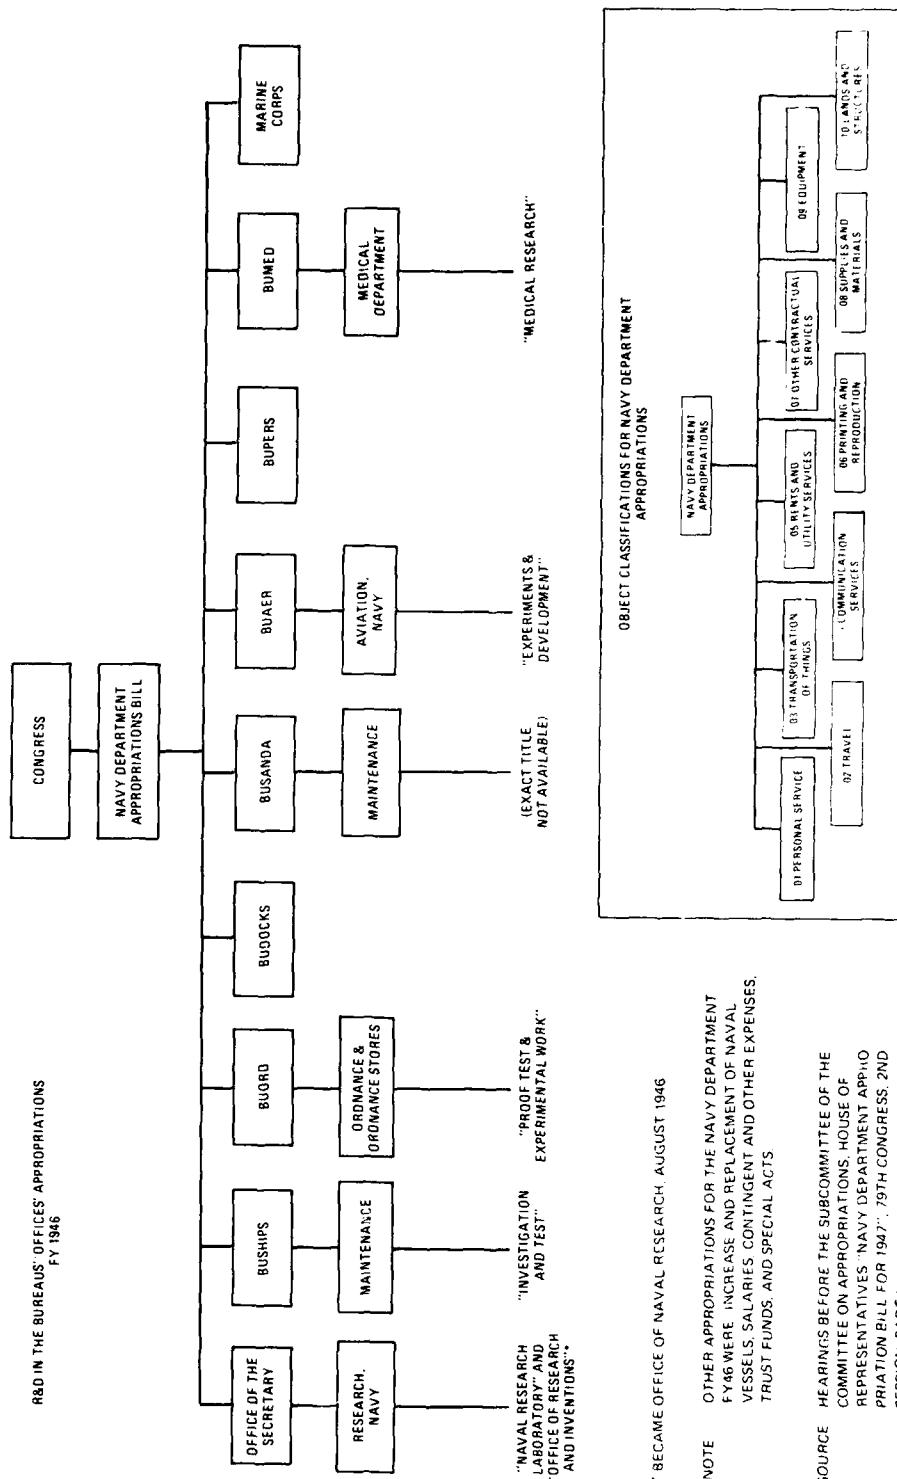 R&D IN THE BUREAUS' OFFICES' APPROPRIATIONS
FY 1946
CONGRESS
NAVY DEPARTMENT
APPROPRIATIONS BILL
OFFICE OF THE
SECRETARY
BUSHIPS
BUORD
BUDOCKS
BUSANDA
BUAER
BUPERS
BUMED
MARINE
CORPS
RESEARCH,
NAVY
MAINTENANCE
ORDNANCE &
ORDNANCE STORES
MAINTENANCE
AVIATION,
NAVY
MEDICAL
DEPARTMENT
"NAVAL RESEARCH
LABORATORY" AND
"OFFICE OF RESEARCH
AND INVENTIONS"*
"INVESTIGATION
AND TEST"
"PROOF TEST &
EXPERIMENTAL WORK"
(EXACT TITLE
NOT AVAILABLE)
"EXPERIMENTS &
DEVELOPMENT"
"MEDICAL RESEARCH"
* BECAME OFFICE OF NAVAL RESEARCH, AUGUST 1946
NOTE OTHER APPROPRIATIONS FOR THE NAVY DEPARTMENT
FY46 WERE INCREASE AND REPLACEMENT OF NAVAL
VESSELS, SALARIES, CONTINGENT AND OTHER EXPENSES,
TRUST FUNDS, AND SPECIAL ACTS.
SOURCE HEARINGS BEFORE THE SUBCOMMITTEE OF THE
COMMITTEE ON APPROPRIATIONS, HOUSE OF
REPRESENTATIVES "NAVY DEPARTMENT APPRO
PRIATION BILL FOR 1947", 79TH CONGRESS, 2ND
OBJECT CLASSIFICATIONS FOR NAVY DEPARTMENT
APPROPRIATIONS
NAVY DEPARTMENT
APPROPRIATIONS
01 PERSONAL SERVICE
03 TRANSPORTATION
OF THINGS
05 RENTS AND
UTILITY SERVICES
07 OTHER CONTRACTUAL
SERVICES
09 EQUIPMENT
02 TRAVEL
COMMUNICATION
SERVICES
06 PRINTING AND
REPRODUCTION
08 SUPPLIES AND
MATERIALS
10 LANDS AND
STRUCTURES